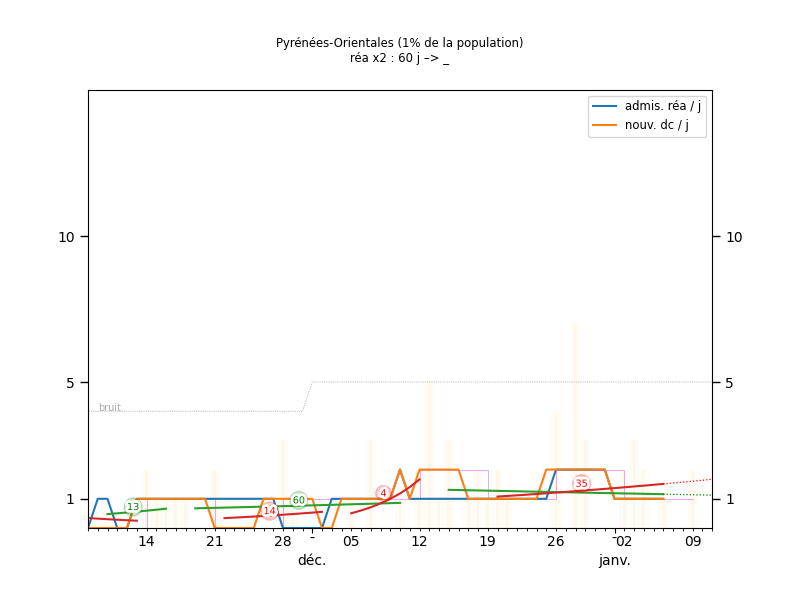 Pyrénées-Orientales (1% de la population)
réa x2 : 60 j –> _
admis. réa / j
nouv. dc / j
10 10
5 5
bruit
1 1
13 14 60 4 35
14 21 28 - 05 12 19 26 - 02 09
déc. janv.